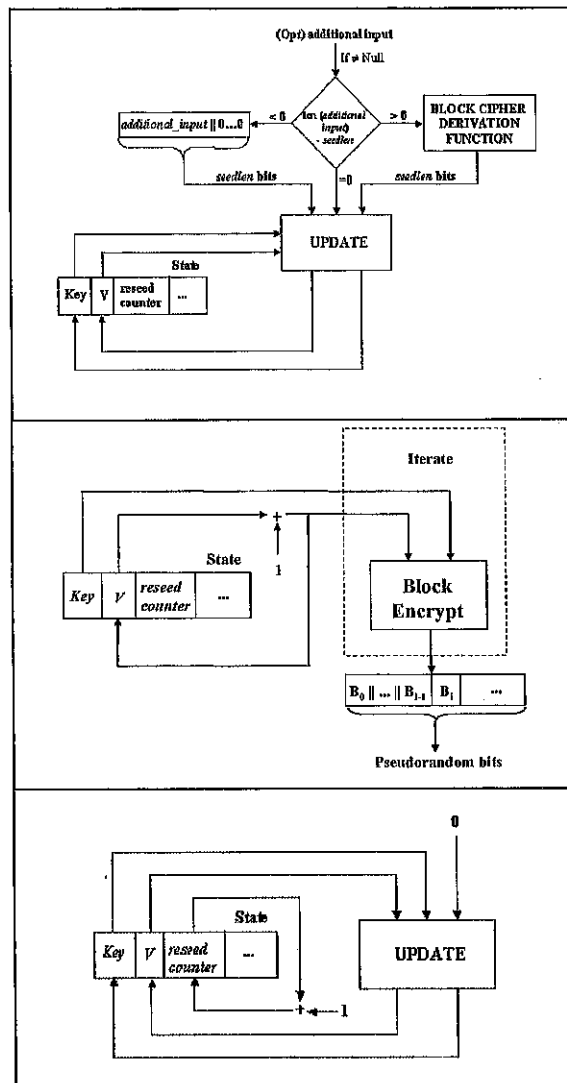 (Opt) additional input
If ≠ Null
len (additional
input)
- seedlen
< 0
> 0
=0
additional_input || 0...0
BLOCK CIPHER
DERIVATION
FUNCTION
seedlen bits
seedlen bits
UPDATE
State
Key
V
reseed
counter
...
Iterate
+
1
State
Key
V
reseed
counter
...
Block
Encrypt
B0 || ... || Bi-1
Bi
...
Pseudorandom bits
0
State
Key
V
reseed
counter
...
UPDATE
+
1